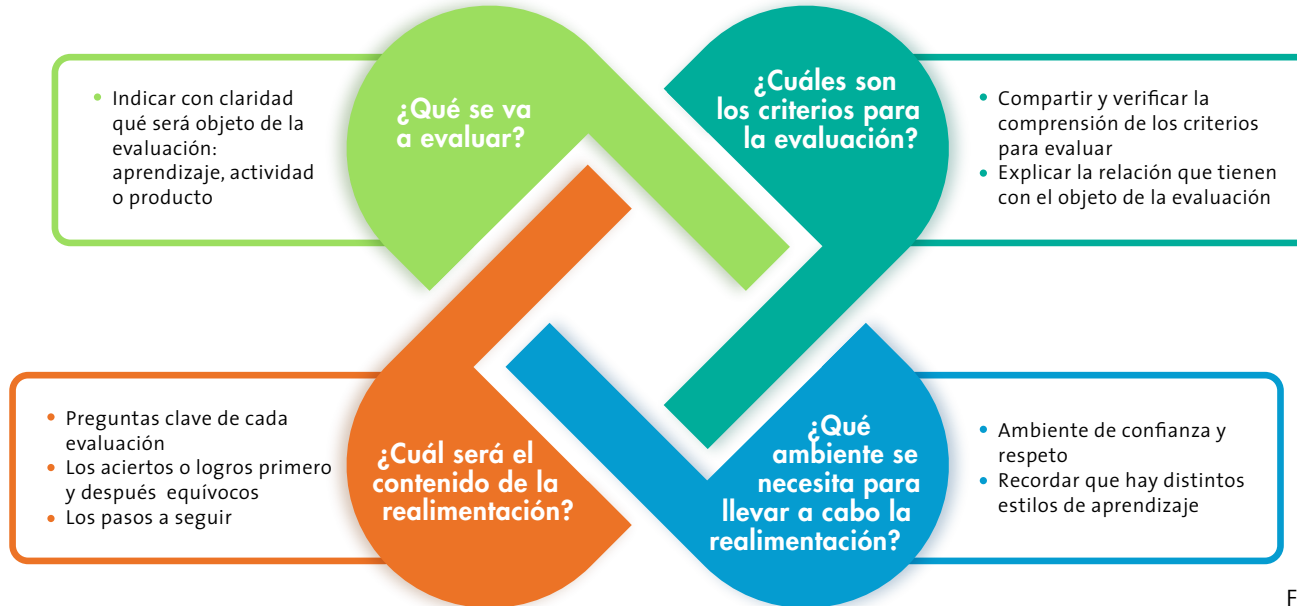 ¿Qué se va
a evaluar?
• Indicar con claridad
qué será objeto de la
evaluación:
aprendizaje, actividad
o producto
¿Cuáles son
los criterios para
la evaluación?
• Compartir y verificar la
comprensión de los criterios
para evaluar
• Explicar la relación que tienen
con el objeto de la evaluación
¿Cuál será el
contenido de la
realimentación?
• Preguntas clave de cada
evaluación
• Los aciertos o logros primero
y después equívocos
• Los pasos a seguir
¿Qué
ambiente se
necesita para
llevar a cabo la
realimentación?
• Ambiente de confianza y
respeto
• Recordar que hay distintos
estilos de aprendizaje
F